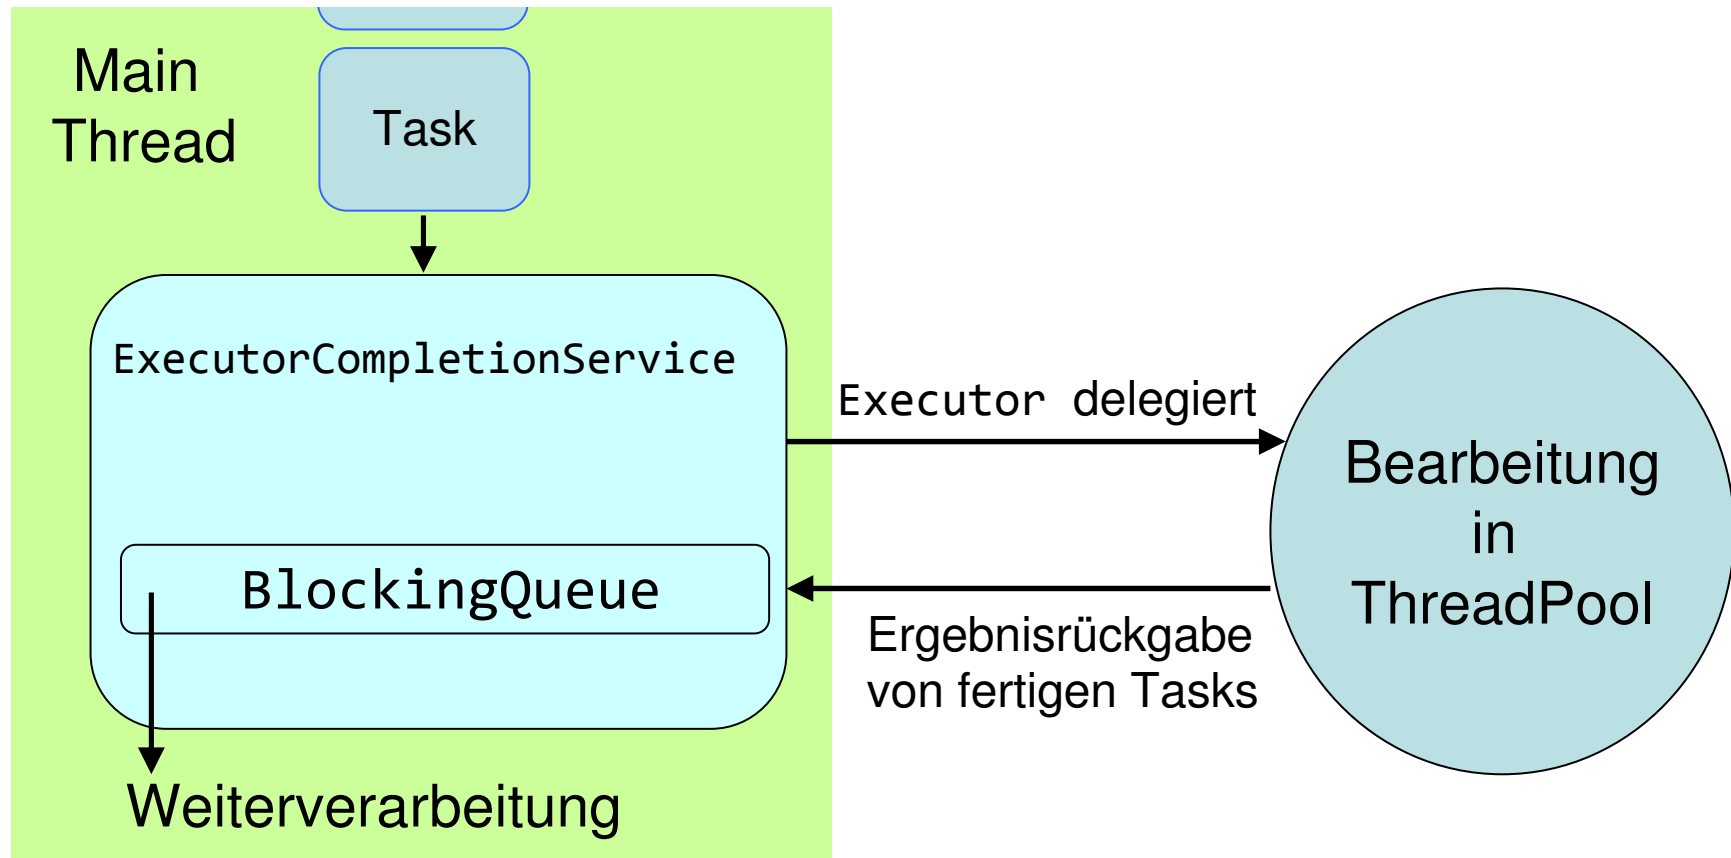 Main
Thread
Task
ExecutorCompletionService
Executor delegiert
Bearbeitung
in
ThreadPool
BlockingQueue
Ergebnisrückgabe
von fertigen Tasks
Weiterverarbeitung